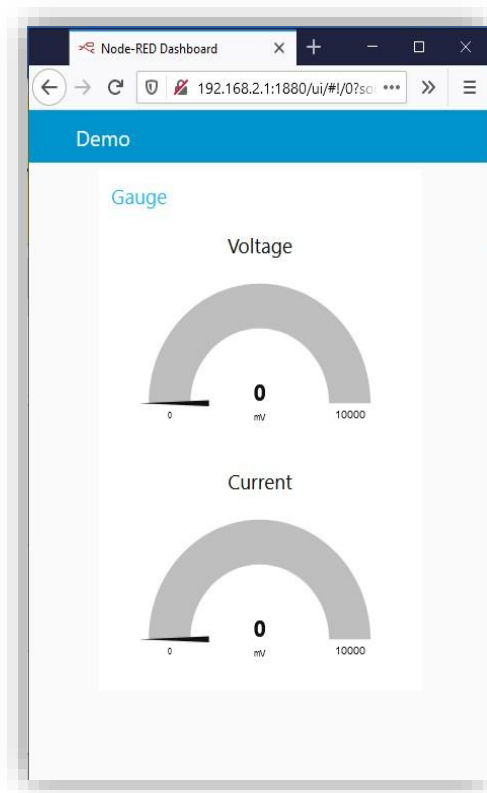 Node-RED Dashboard
192.168.2.1:1880/ui/#!/0?so
Demo
Gauge
Voltage
0
mV
0
10000
Current
0
mV
0
10000